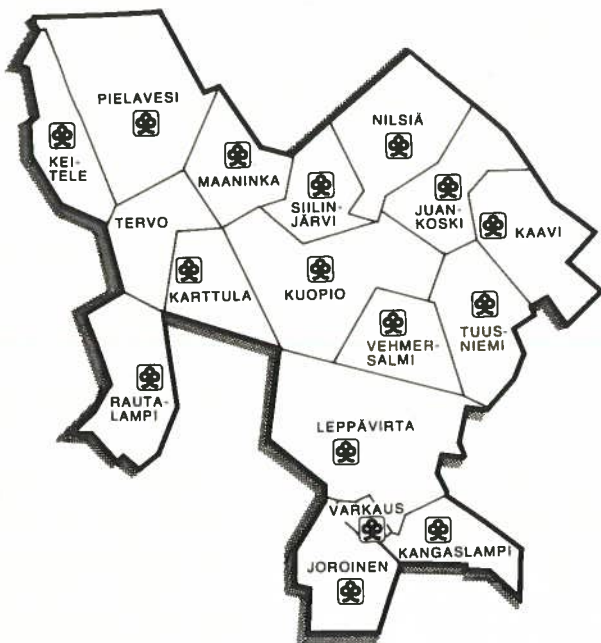 PIELAVESI
NILSIÄ
KEI-
TELE
MAANINKA
SIILIN-
JÄRVI
JUAN-
KOSKI
KAAVI
TERVO
KARTTULA
KUOPIO
VEHMER-
SALMI
TUUS-
NIEMI
RAUTA-
LAMPI
LEPPÄVIRTA
VARKAUS
KANGASLAMPI
JOROINEN